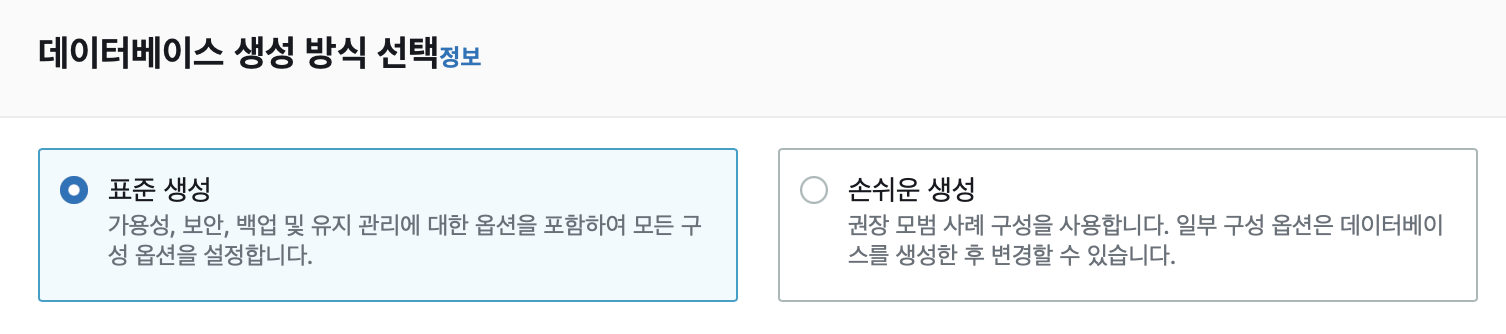 데이터베이스 생성 방식 선택정보
표준 생성
가용성, 보안, 백업 및 유지 관리에 대한 옵션을 포함하여 모든 구
성 옵션을 설정합니다.
손쉬운 생성
권장 모범 사례 구성을 사용합니다. 일부 구성 옵션은 데이터베이
스를 생성한 후 변경할 수 있습니다.